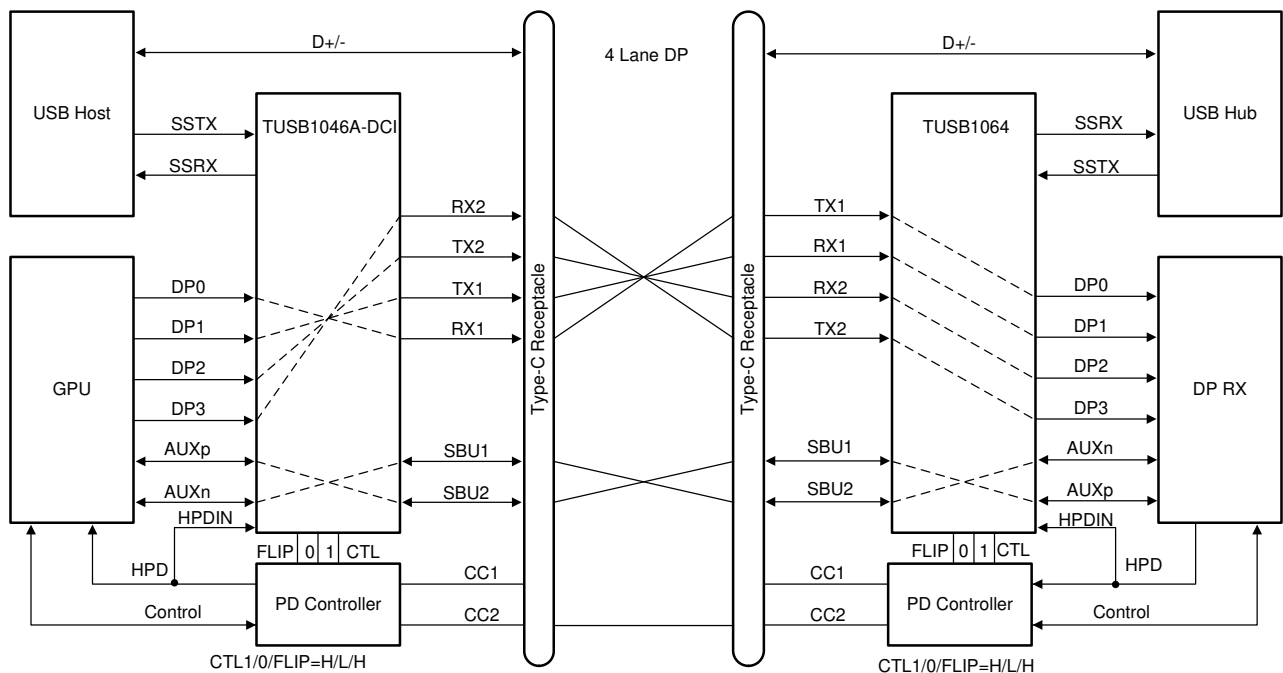 D+/-
4 Lane DP
D+/-
USB Host
TUSB1046A-DCI
TUSB1064
USB Hub
SSTX
SSRX
SSRX
SSTX
RX2
TX2
TX1
RX1
TX1
RX1
RX2
TX2
GPU
DP0
DP1
DP2
DP3
AUXp
AUXn
HPDIN
SBU1
SBU2
Type-C Receptacle
Type-C Receptacle
SBU1
SBU2
DP0
DP1
DP2
DP3
AUXn
AUXp
HPDIN
DP RX
FLIP 0 1 CTL
FLIP 0 1 CTL
HPD
HPD
PD Controller
PD Controller
CC1
CC2
CC1
CC2
Control
Control
CTL1/0/FLIP=H/L/H
CTL1/0/FLIP=H/L/H